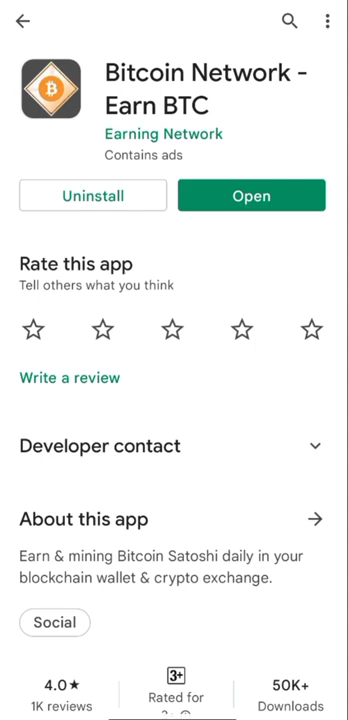 Bitcoin Network -
Earn BTC
Earning Network
Contains ads
Uninstall
Open
Rate this app
Tell others what you think
Write a review
Developer contact
About this app
Earn & mining Bitcoin Satoshi daily in your
blockchain wallet & crypto exchange.
Social
4.0★
1K reviews
3+
Rated for
50K+
Downloads